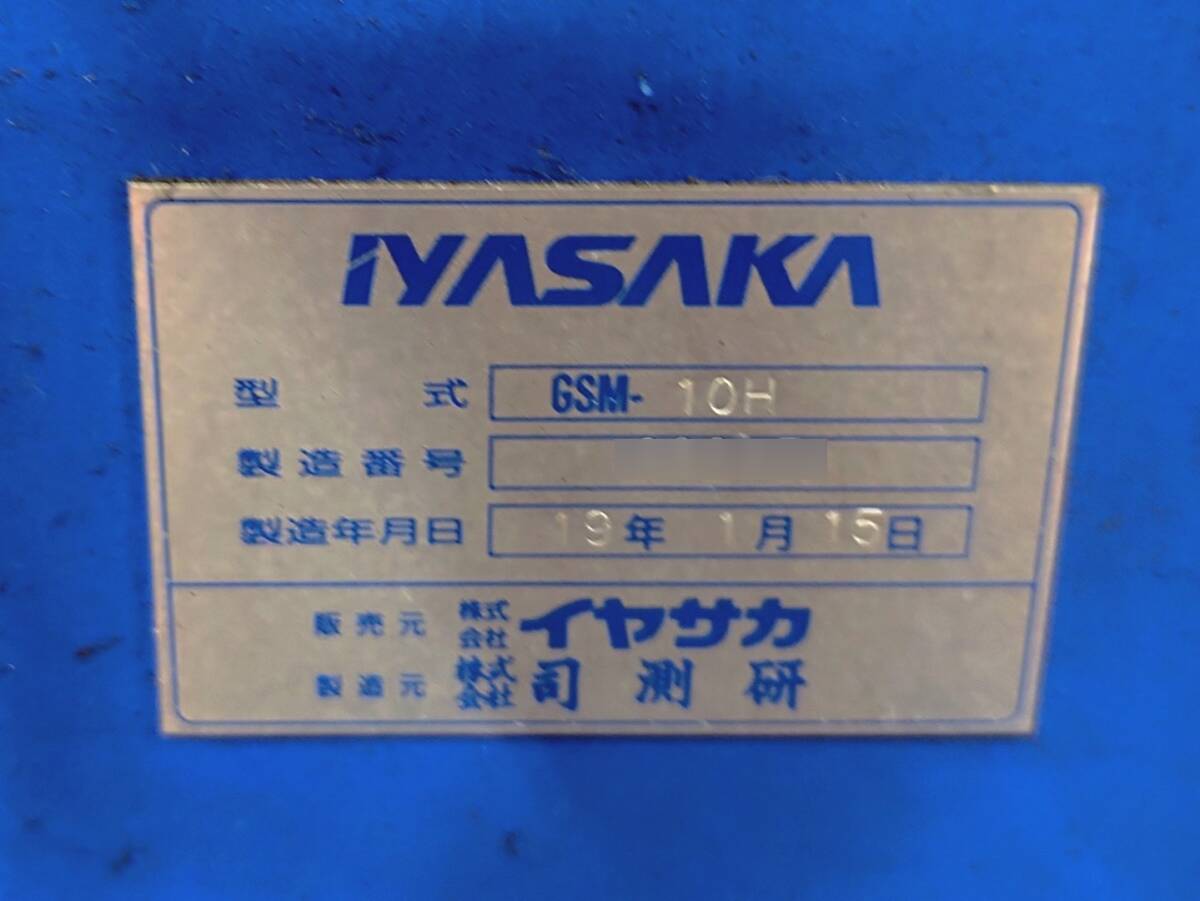 IYASAKA
型式 GSM- 10H
製造番号
製造年月日 19年 1月 15日
販売元 株式会社 イヤサカ
製造元 株式会社 司測研